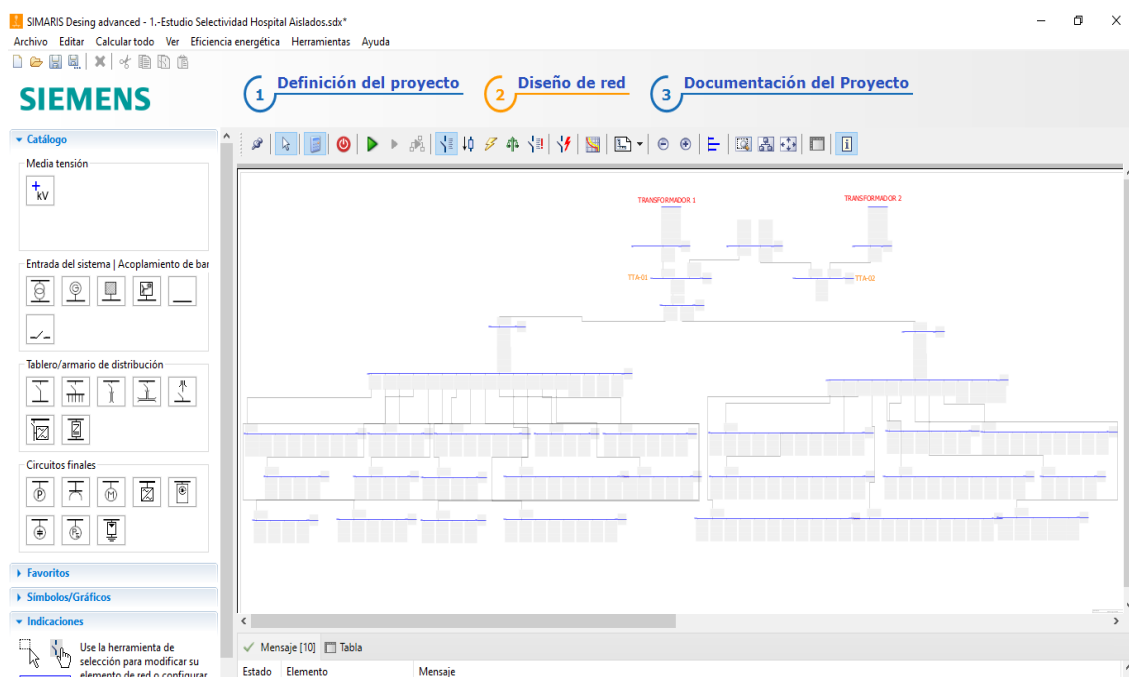 SIMARIS Desing advanced - 1.-Estudio Selectividad Hospital Aislados.sdx*
Archivo Editar Calcular todo Ver Eficiencia energética Herramientas Ayuda
SIEMENS
1 Definición del proyecto
2 Diseño de red
3 Documentación del Proyecto
Catálogo
Media tensión
kV
Entrada del sistema | Acoplamiento de bar
Tablero/armario de distribución
Circuitos finales
Favoritos
Símbolos/Gráficos
Indicaciones
Use la herramienta de
selección para modificar su
elemento de red o configurar
TRANSFORMADOR 1
TRANSFORMADOR 2
TTA-01
TTA-02
Mensaje [10] Tabla
Estado Elemento Mensaje